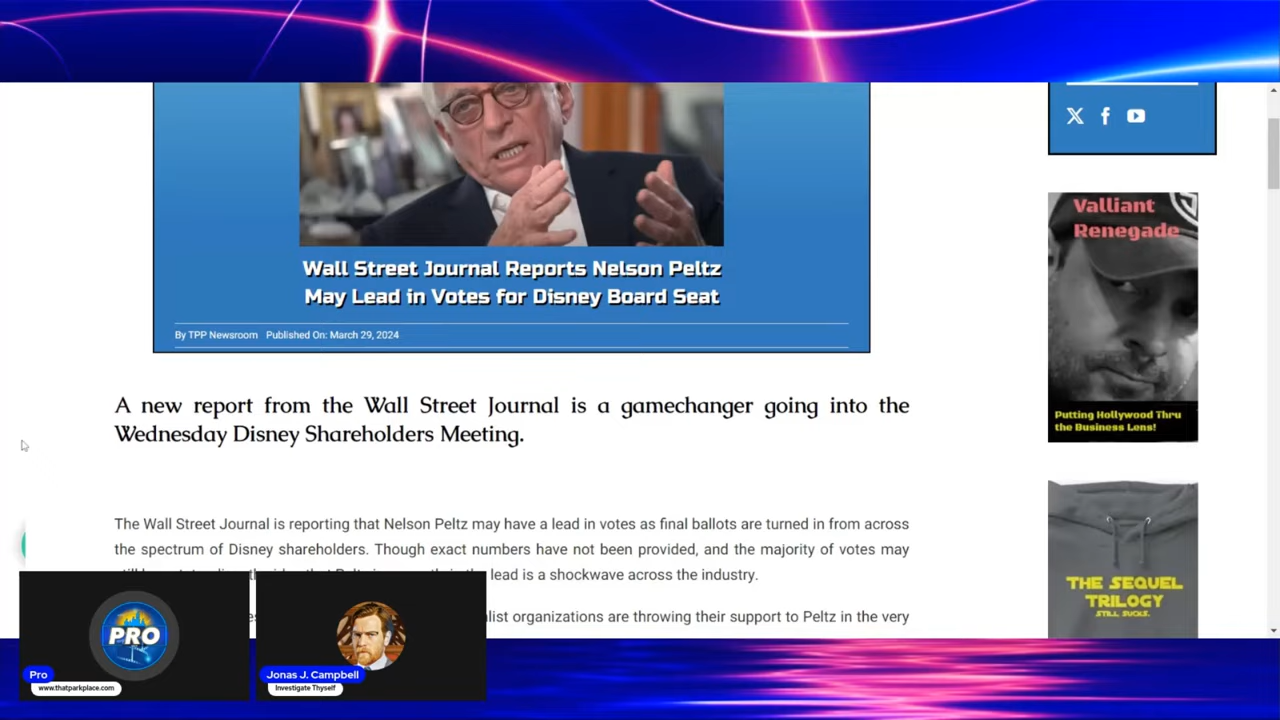 Wall Street Journal Reports Nelson Peltz
May Lead in Votes for Disney Board Seat
By TPP Newsroom Published On: March 29, 2024
A new report from the Wall Street Journal is a gamechanger going into the
Wednesday Disney Shareholders Meeting.
The Wall Street Journal is reporting that Nelson Peltz may have a lead in votes as final ballots are turned in from across
the spectrum of Disney shareholders. Though exact numbers have not been provided, and the majority of votes may
lead is a shockwave across the industry.
organizations are throwing their support to Peltz in the very
Valliant
Renegade
Putting Hollywood Thru
the Business Lens!
THE SEQUEL
TRILOGY
STILL SUCKS.
PRO
Pro
www.thatparkplace.com
Jonas J. Campbell
Investigate Thyself